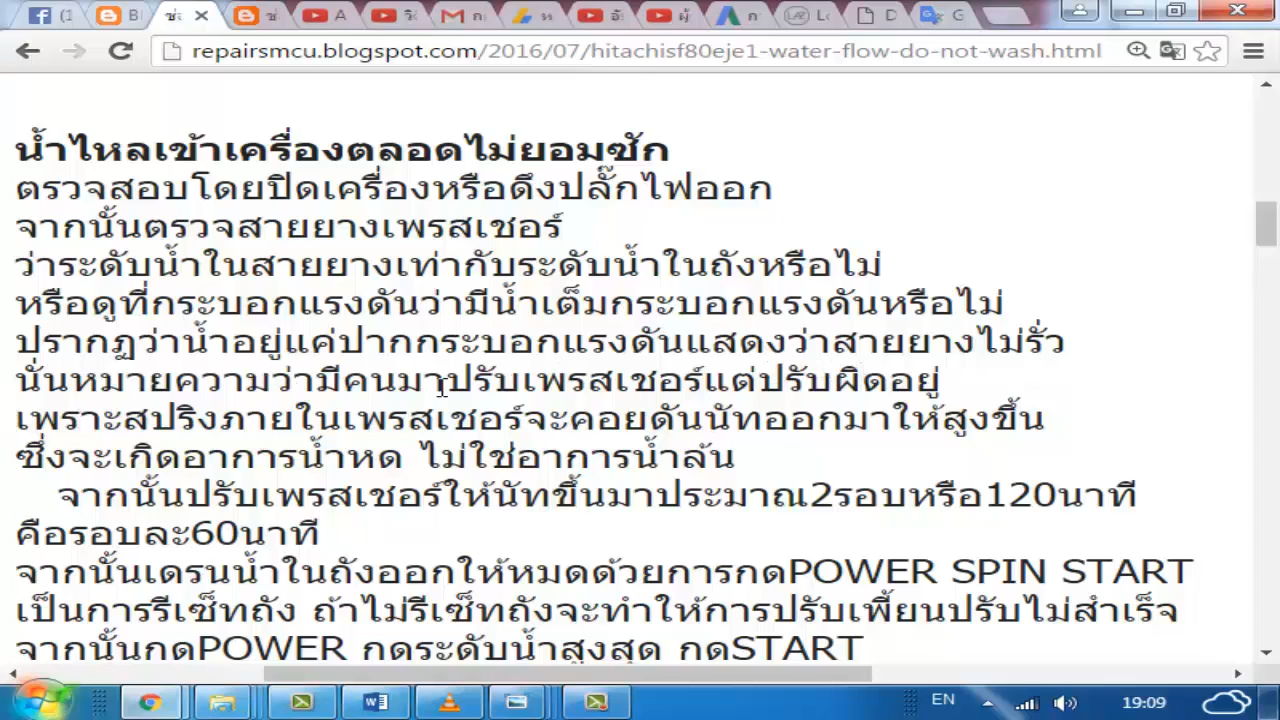 repairsmcu.blogspot.com/2016/07/hitachisf80eje1-water-flow-do-not-wash.html
น้ำไหลเข้าเครื่องตลอดไม่ยอมซัก
ตรวจสอบโดยปิดเครื่องหรือดึงปลั๊กไฟออก
จากนั้นตรวจสายยางเพรสเชอร์
ว่าระดับน้ำในสายยางเท่ากับระดับน้ำในถังหรือไม่
หรือดูที่กระบอกแรงดันว่ามีน้ำเต็มกระบอกแรงดันหรือไม่
ปรากฏว่าน้ำอยู่แค่ปากกระบอกแรงดันแสดงว่าสายยางไม่รั่ว
นั่นหมายความว่ามีคนมาปรับเพรสเชอร์แต่ปรับผิดอยู่
เพราะสปริงภายในเพรสเชอร์จะคอยดันนัทออกมาให้สูงขึ้น
ซึ่งจะเกิดอาการน้ำหด ไม่ใช่อาการน้ำล้น
จากนั้นปรับเพรสเชอร์ให้นัทขึ้นมาประมาณ2รอบหรือ120นาที
คือรอบละ60นาที
จากนั้นเดรนน้ำในถังออกให้หมดด้วยการกดPOWER SPIN START
เป็นการรีเซ็ทถัง ถ้าไม่รีเซ็ทถังจะทำให้การปรับเพี้ยนปรับไม่สำเร็จ
จากนั้นกดPOWER กดระดับน้ำสูงสุด กดSTART
EN
19:09